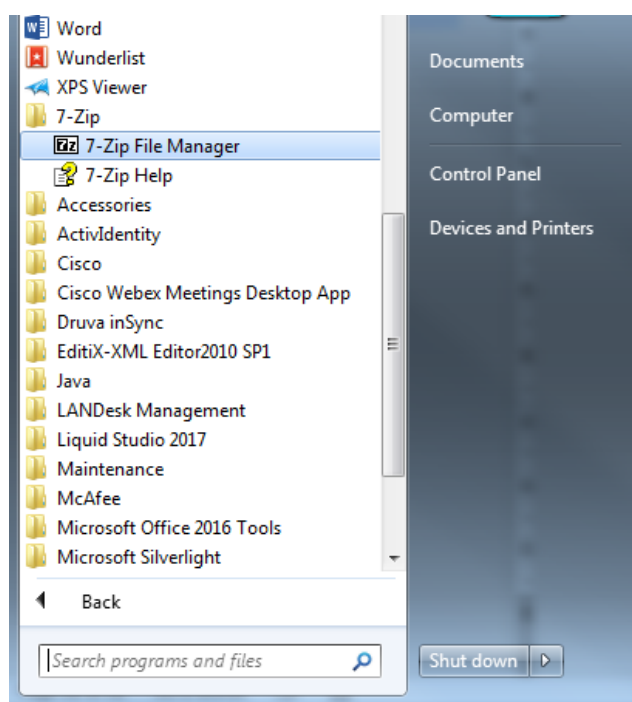 Word
Wunderlist
XPS Viewer
7-Zip
7-Zip File Manager
7-Zip Help
Accessories
ActivIdentity
Cisco
Cisco Webex Meetings Desktop App
Druva inSync
EditiX-XML Editor2010 SP1
Java
LANDesk Management
Liquid Studio 2017
Maintenance
McAfee
Microsoft Office 2016 Tools
Microsoft Silverlight
Back
Search programs and files
Documents
Computer
Control Panel
Devices and Printers
Shut down